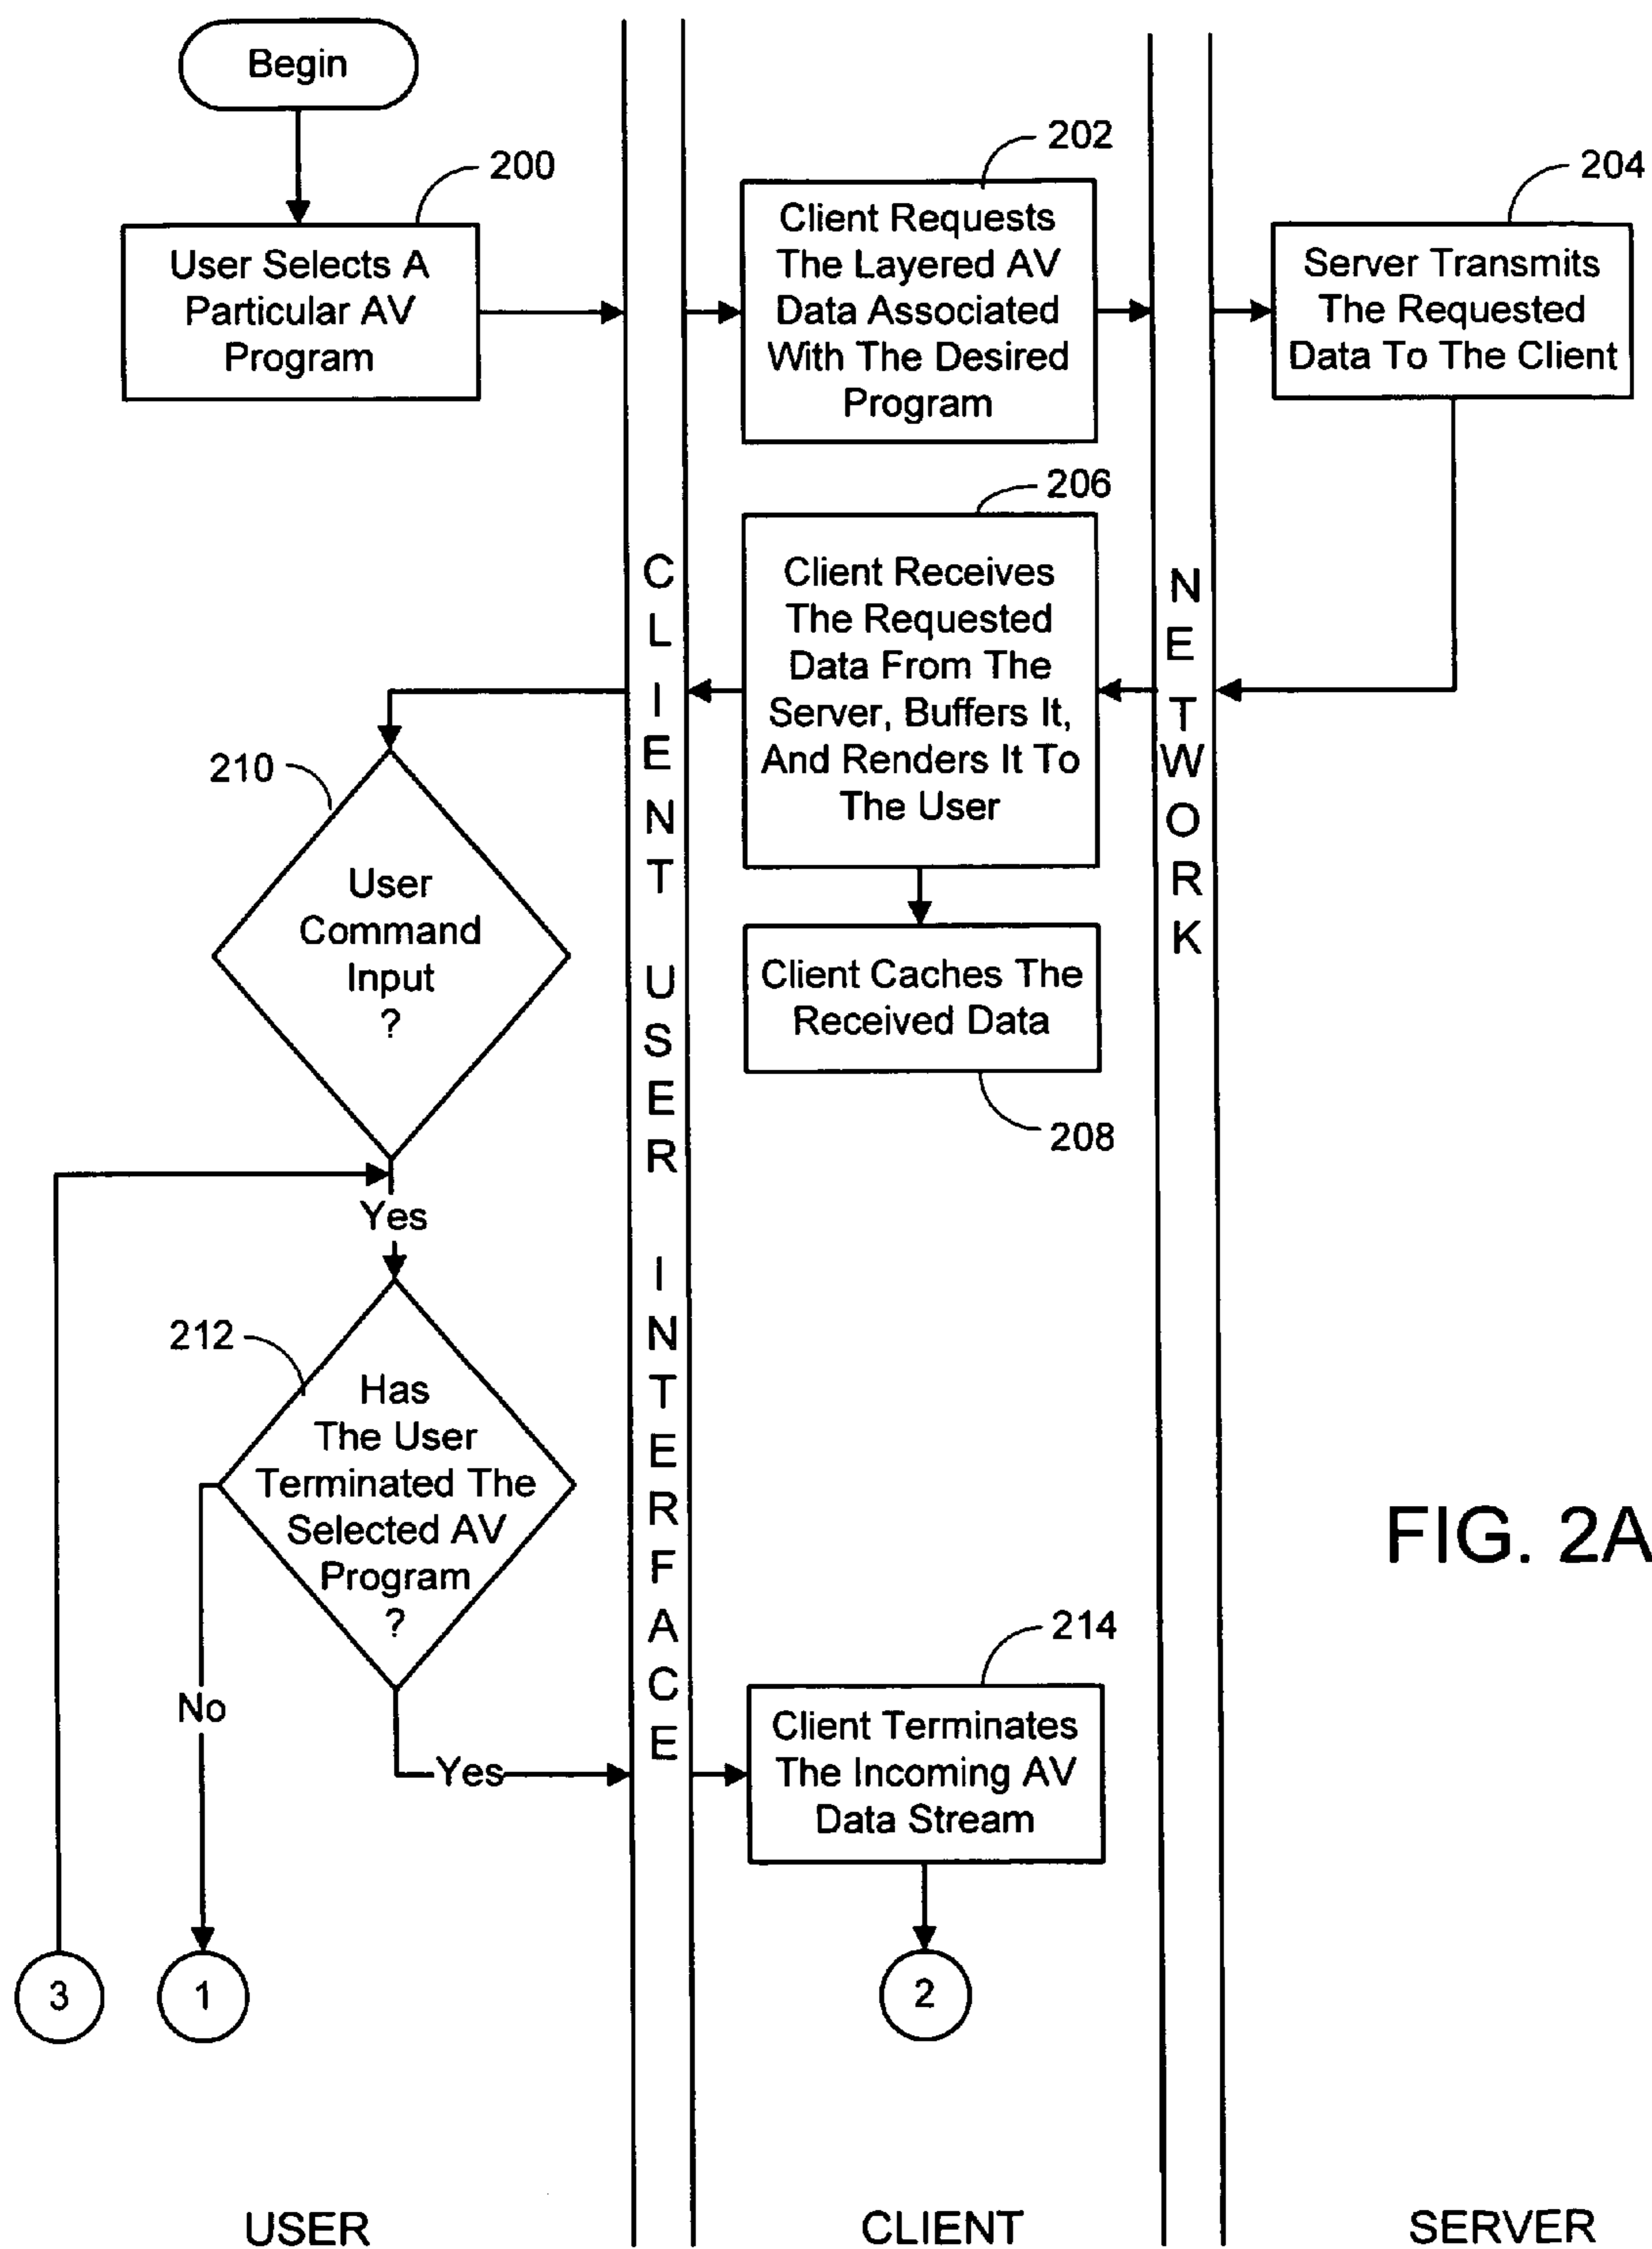 Begin
200
User Selects A
Particular AV
Program
202
Client Requests
The Layered AV
Data Associated
With The Desired
Program
204
Server Transmits
The Requested
Data To The Client
206
Client Receives
The Requested
Data From The
Server, Buffers It,
And Renders It To
The User
Client Caches The
Received Data
208
210
User
Command
Input
?
Yes
212
Has
The User
Terminated The
Selected AV
Program
?
No
Yes
214
Client Terminates
The Incoming AV
Data Stream
3
1
2
CLIENT USER INTERFACE
NETWORK
FIG. 2A
USER
CLIENT
SERVER